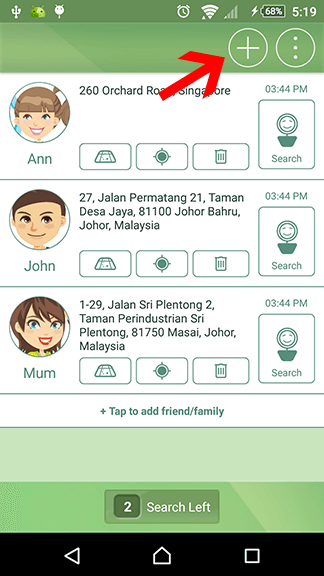 68% 5:19
260 Orchard Road, Singapore
03:44 PM
Ann
Search
27, Jalan Permatang 21, Taman
Desa Jaya, 81100 Johor Bahru,
Johor, Malaysia
03:44 PM
John
Search
1-29, Jalan Sri Plentong 2,
Taman Perindustrian Sri
Plentong, 81750 Masai, Johor,
Malaysia
03:44 PM
Mum
Search
+ Tap to add friend/family
2 Search Left